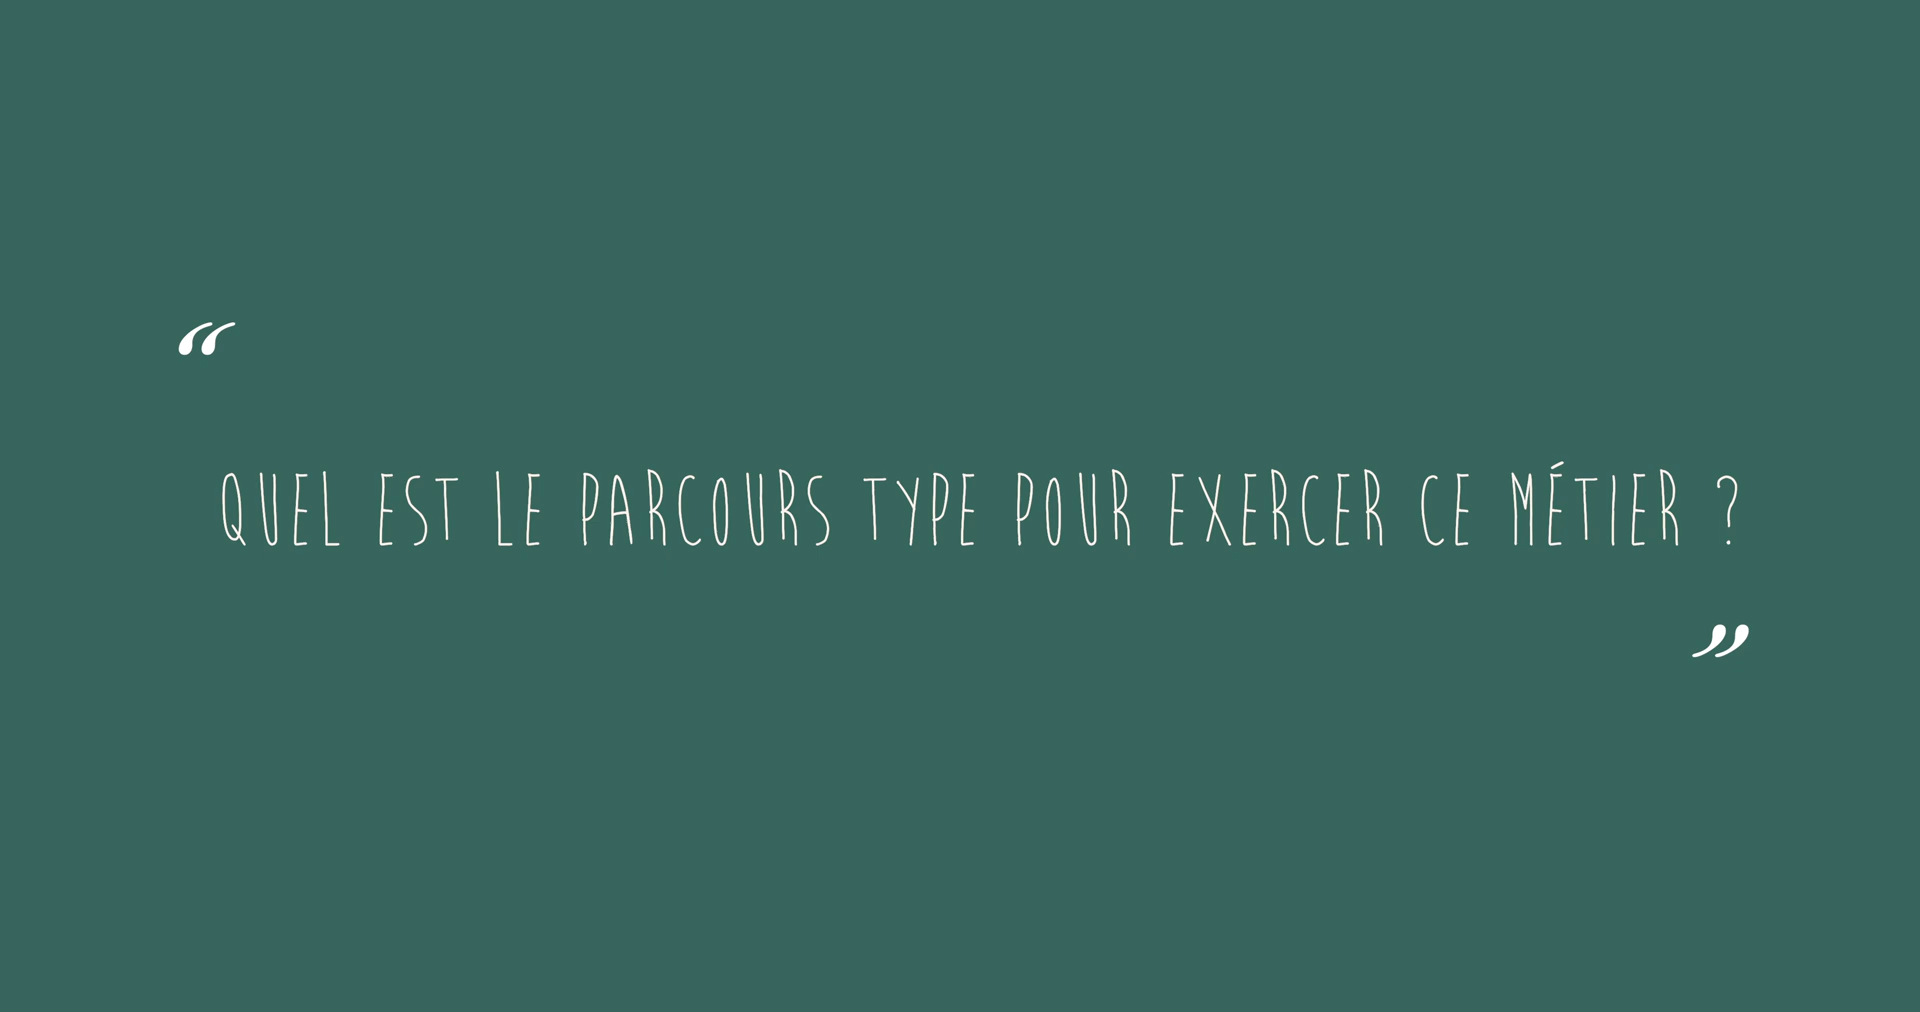 “
QUEL EST LE PARCOURS TYPE POUR EXERCER CE MÉTIER ?
”